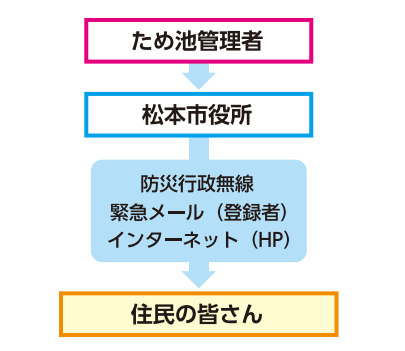 ため池管理者
松本市役所
防災行政無線
緊急メール（登録者）
インターネット（HP）
住民の皆さん